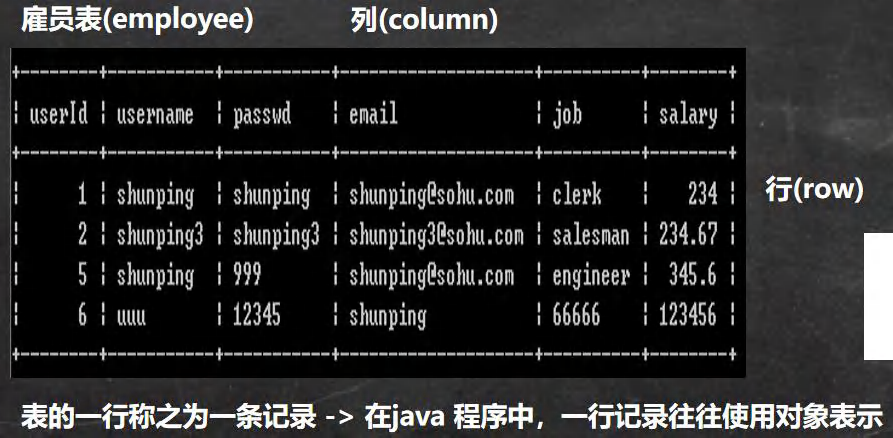 雇员表(employee) 列(column)
+--------+-----------+-----------+--------------------+----------+--------+
| userId | username | passwd | email | job | salary |
+--------+-----------+-----------+--------------------+----------+--------+
| 1 | shunping | shunping | shunping@sohu.com | clerk | 234 |
行(row)
| 2 | shunping3 | shunping3 | shunping3@sohu.com | salesman | 234.67 |
| 5 | shunping | 999 | shunping@sohu.com | engineer | 345.6 |
| 6 | uuu | 12345 | shunping | 66666 | 123456 |
+--------+-----------+-----------+--------------------+----------+--------+
表的一行称之为一条记录 -> 在java 程序中，一行记录往往使用对象表示